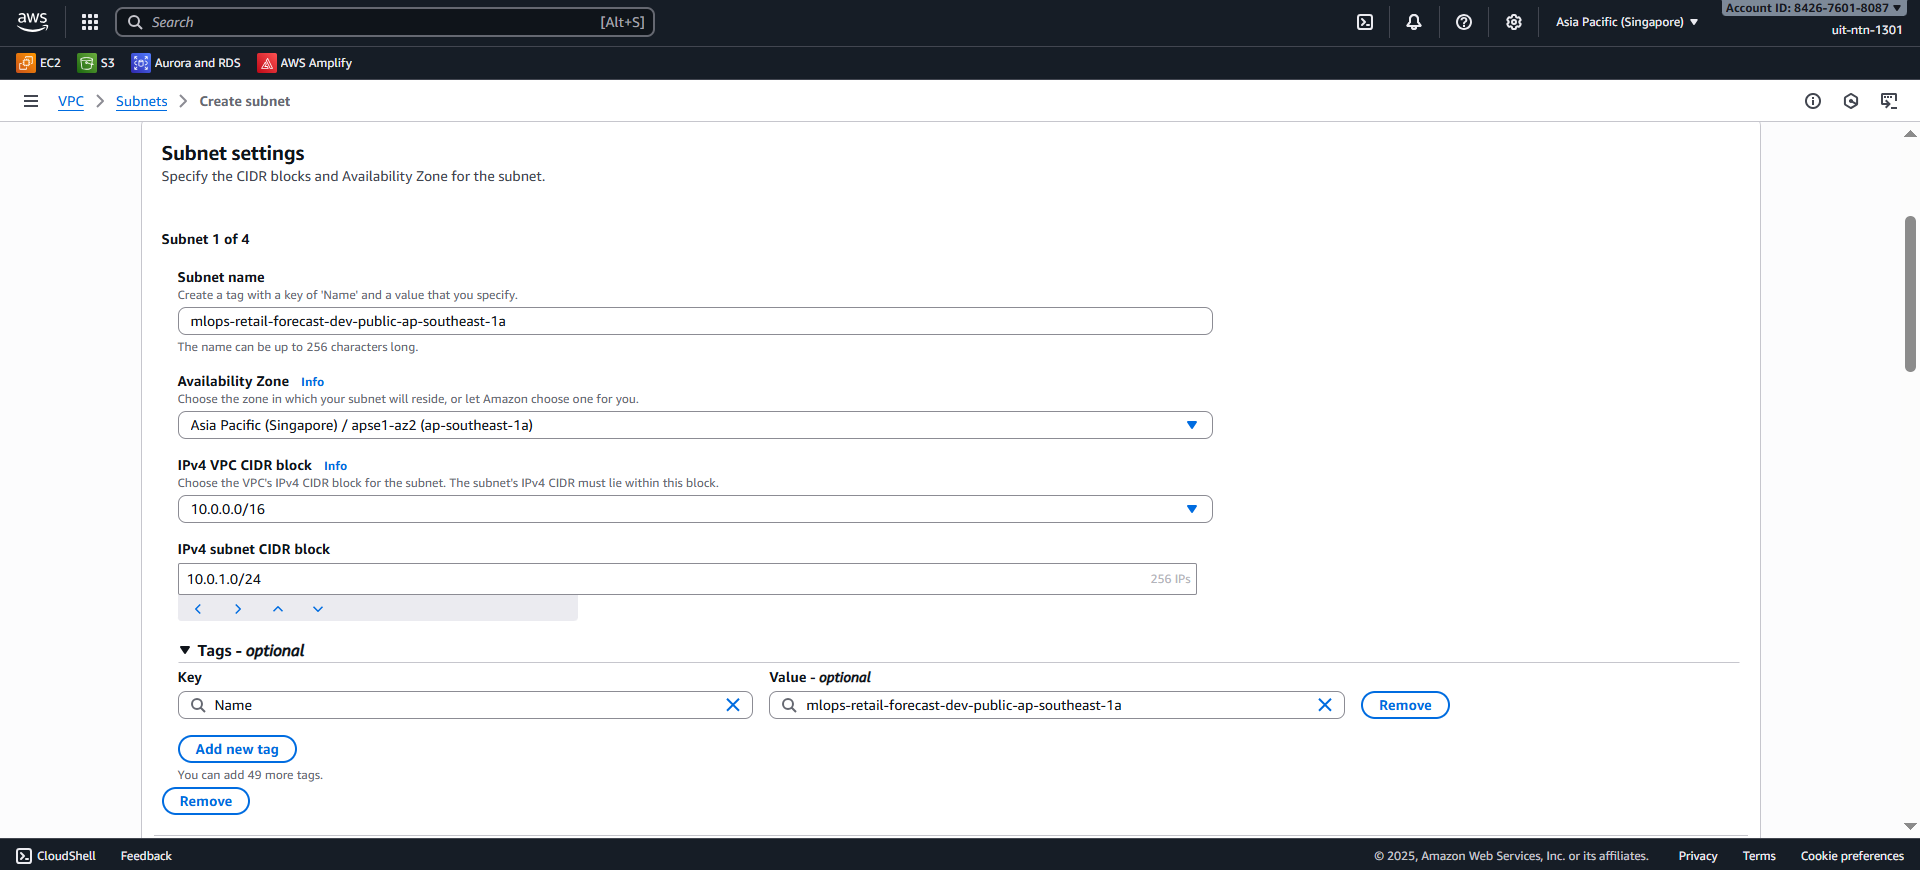 aws
Search [Alt+S]
Asia Pacific (Singapore)
Account ID: 8426-7601-8087
uit-ntn-1301
EC2 S3 Aurora and RDS AWS Amplify
VPC Subnets Create subnet
Subnet settings
Specify the CIDR blocks and Availability Zone for the subnet.
Subnet 1 of 4
Subnet name
Create a tag with a key of 'Name' and a value that you specify.
mlops-retail-forecast-dev-public-ap-southeast-1a
The name can be up to 256 characters long.
Availability Zone Info
Choose the zone in which your subnet will reside, or let Amazon choose one for you.
Asia Pacific (Singapore) / apse1-az2 (ap-southeast-1a)
IPv4 VPC CIDR block Info
Choose the VPC's IPv4 CIDR block for the subnet. The subnet's IPv4 CIDR must lie within this block.
10.0.0.0/16
IPv4 subnet CIDR block
10.0.1.0/24 256 IPs
Tags - optional
Key Value - optional
Name mlops-retail-forecast-dev-public-ap-southeast-1a Remove
Add new tag
You can add 49 more tags.
Remove
CloudShell Feedback © 2025, Amazon Web Services, Inc. or its affiliates. Privacy Terms Cookie preferences